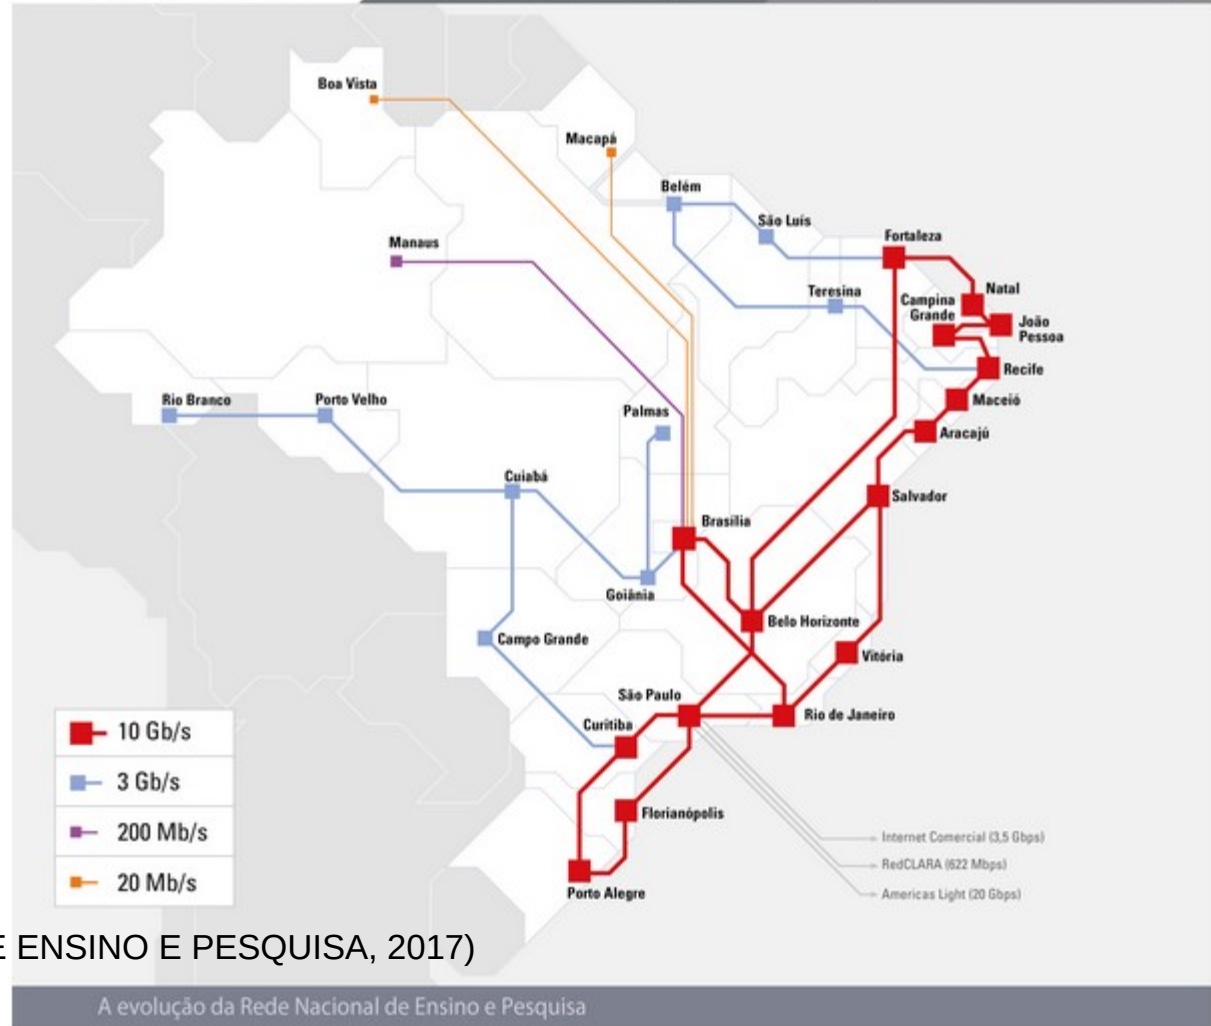 Boa Vista
Macapá
Belém
São Luís
Fortaleza
Manaus
Natal
Teresina
Campina
Grande
João
Pessoa
Recife
Rio Branco
Porto Velho
Palmas
Maceió
Aracajú
Cuiabá
Salvador
Brasília
Goiânia
Belo Horizonte
Campo Grande
Vitória
São Paulo
Rio de Janeiro
Curitiba
10 Gb/s
3 Gb/s
200 Mb/s
20 Mb/s
Florianópolis
Porto Alegre
Internet Comercial (3,5 Gbps)
RedCLARA (622 Mbps)
Americas Light (20 Gbps)
ENSINO E PESQUISA, 2017)
A evolução da Rede Nacional de Ensino e Pesquisa